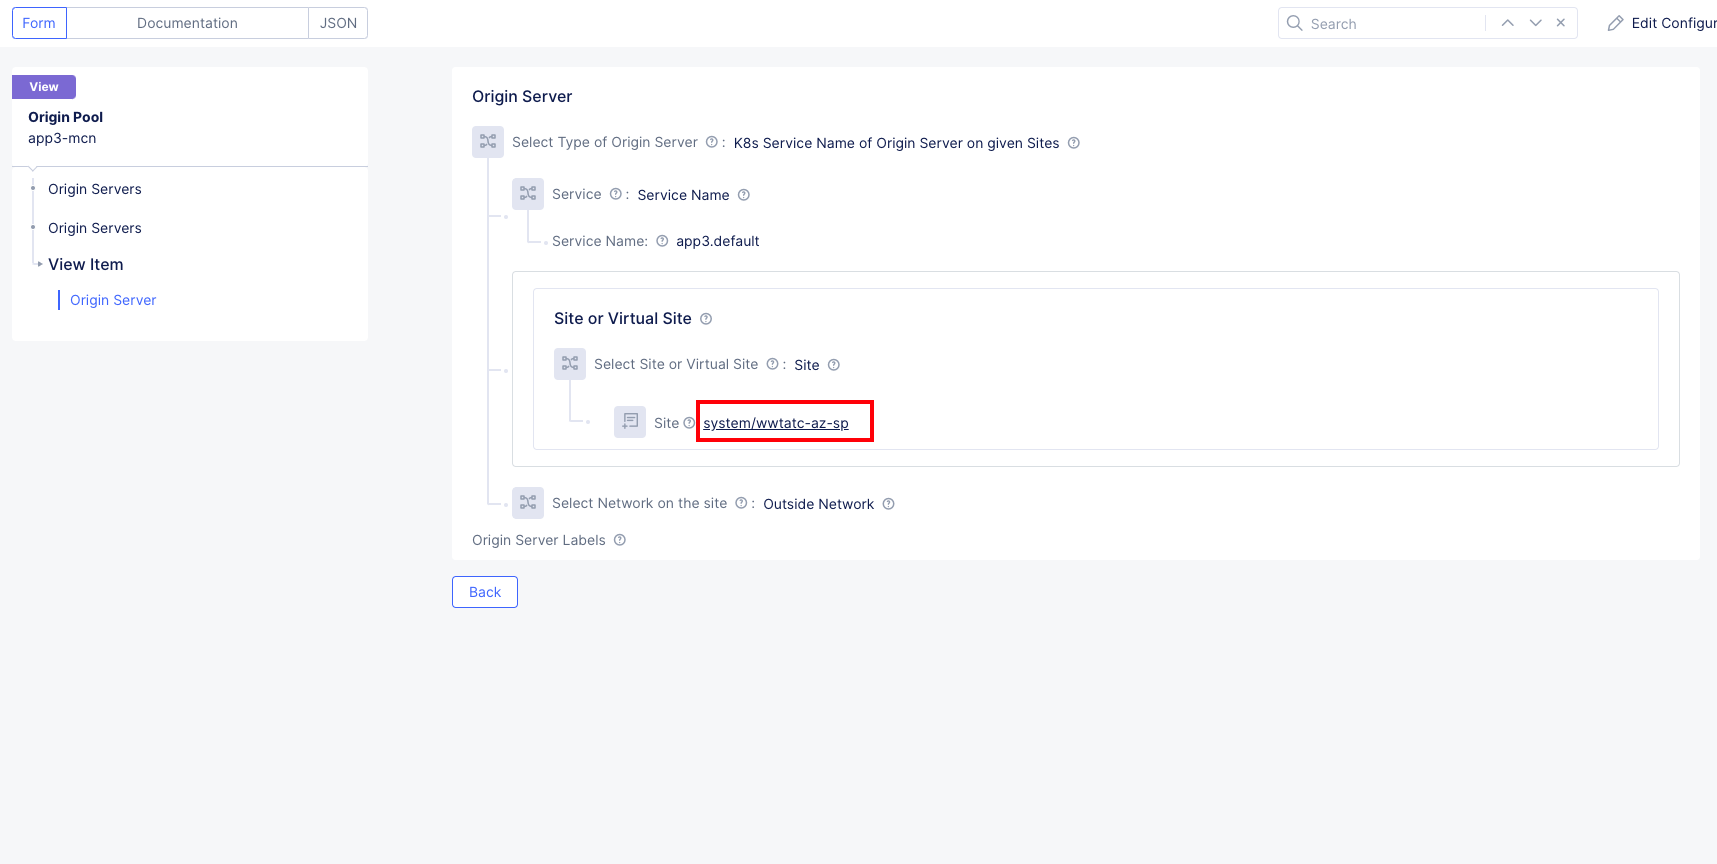 Form Documentation JSON Search Edit Configur
View
Origin Pool
app3-mcn
Origin Servers
Origin Servers
View Item
Origin Server
Origin Server
Select Type of Origin Server : K8s Service Name of Origin Server on given Sites
Service : Service Name
Service Name: app3.default
Site or Virtual Site
Select Site or Virtual Site : Site
Site system/wwtatc-az-sp
Select Network on the site : Outside Network
Origin Server Labels
Back